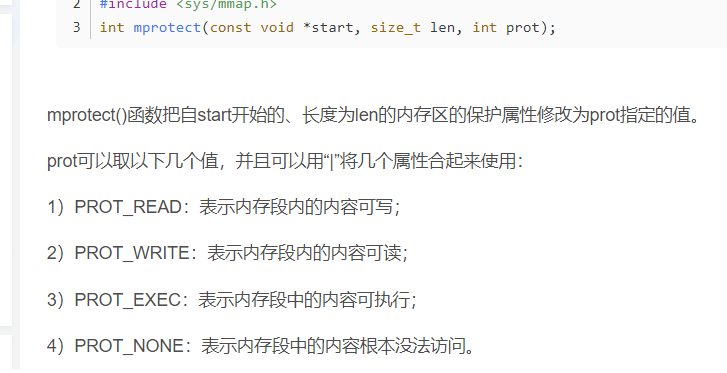 2 #include <sys/mmap.h>
3 int mprotect(const void *start, size_t len, int prot);
mprotect()函数把自start开始的、长度为len的内存区的保护属性修改为prot指定的值。
prot可以取以下几个值，并且可以用“|”将几个属性合起来使用：
1）PROT_READ：表示内存段内的内容可写；
2）PROT_WRITE：表示内存段内的内容可读；
3）PROT_EXEC：表示内存段中的内容可执行；
4）PROT_NONE：表示内存段中的内容根本没法访问。